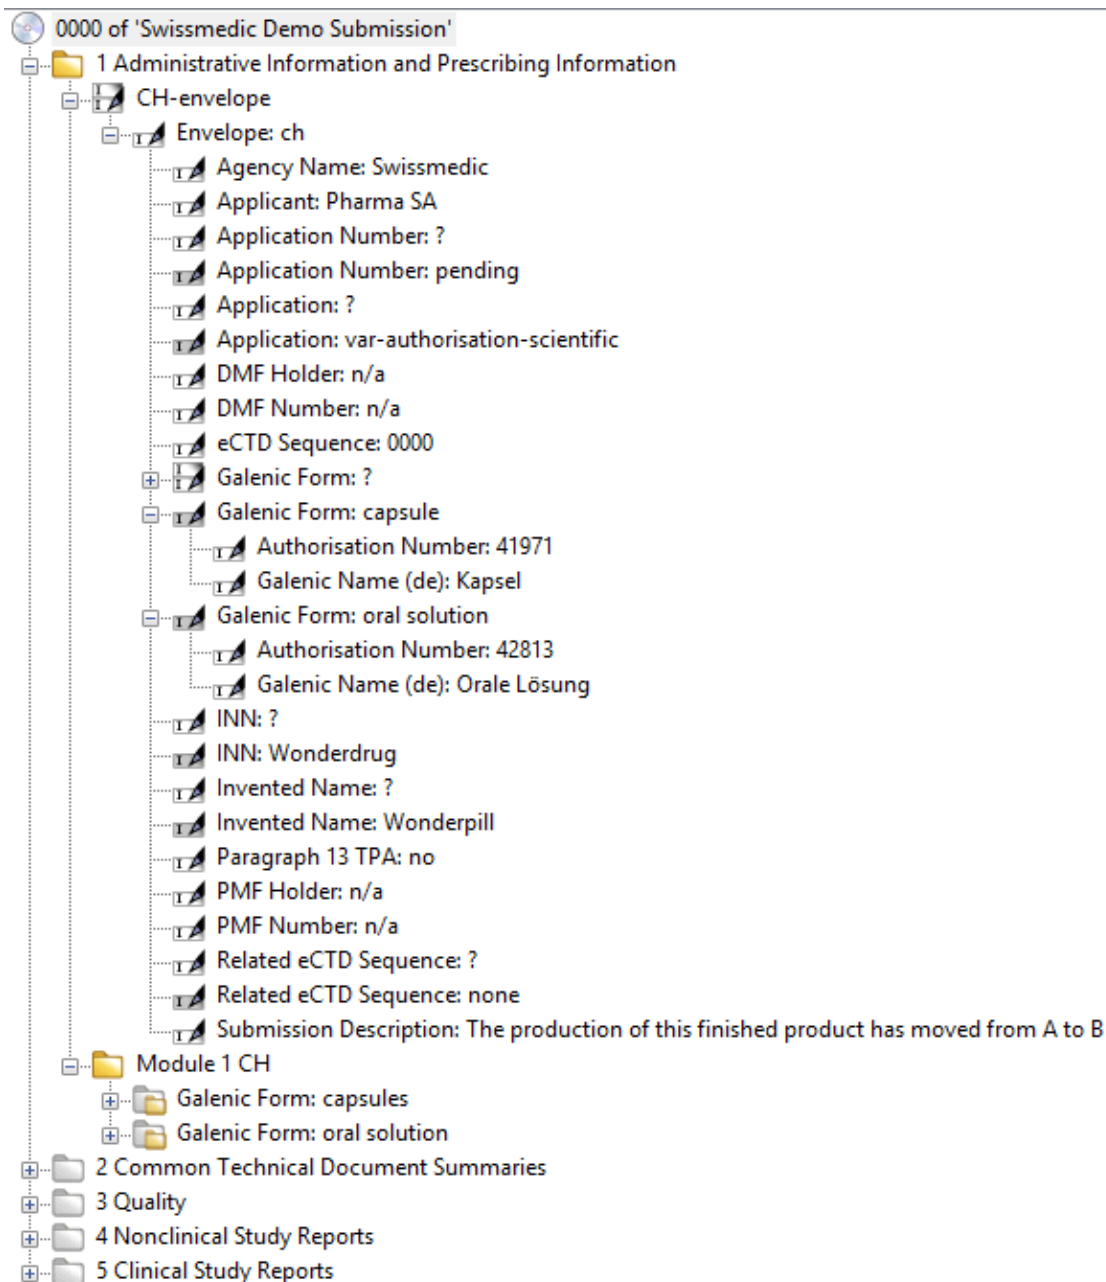 0000 of 'Swissmedic Demo Submission'
1 Administrative Information and Prescribing Information
CH-envelope
Envelope: ch
Agency Name: Swissmedic
Applicant: Pharma SA
Application Number: ?
Application Number: pending
Application: ?
Application: var-authorisation-scientific
DMF Holder: n/a
DMF Number: n/a
eCTD Sequence: 0000
Galenic Form: ?
Galenic Form: capsule
Authorisation Number: 41971
Galenic Name (de): Kapsel
Galenic Form: oral solution
Authorisation Number: 42813
Galenic Name (de): Orale Lösung
INN: ?
INN: Wonderdrug
Invented Name: ?
Invented Name: Wonderpill
Paragraph 13 TPA: no
PMF Holder: n/a
PMF Number: n/a
Related eCTD Sequence: ?
Related eCTD Sequence: none
Submission Description: The production of this finished product has moved from A to B
Module 1 CH
Galenic Form: capsules
Galenic Form: oral solution
2 Common Technical Document Summaries
3 Quality
4 Nonclinical Study Reports
5 Clinical Study Reports